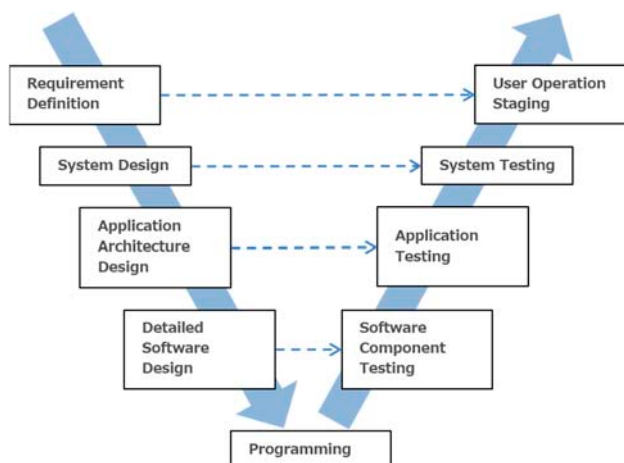 Requirement
Definition
User Operation
Staging
System Design
System Testing
Application
Architecture
Design
Application
Testing
Detailed
Software
Design
Software
Component
Testing
Programming